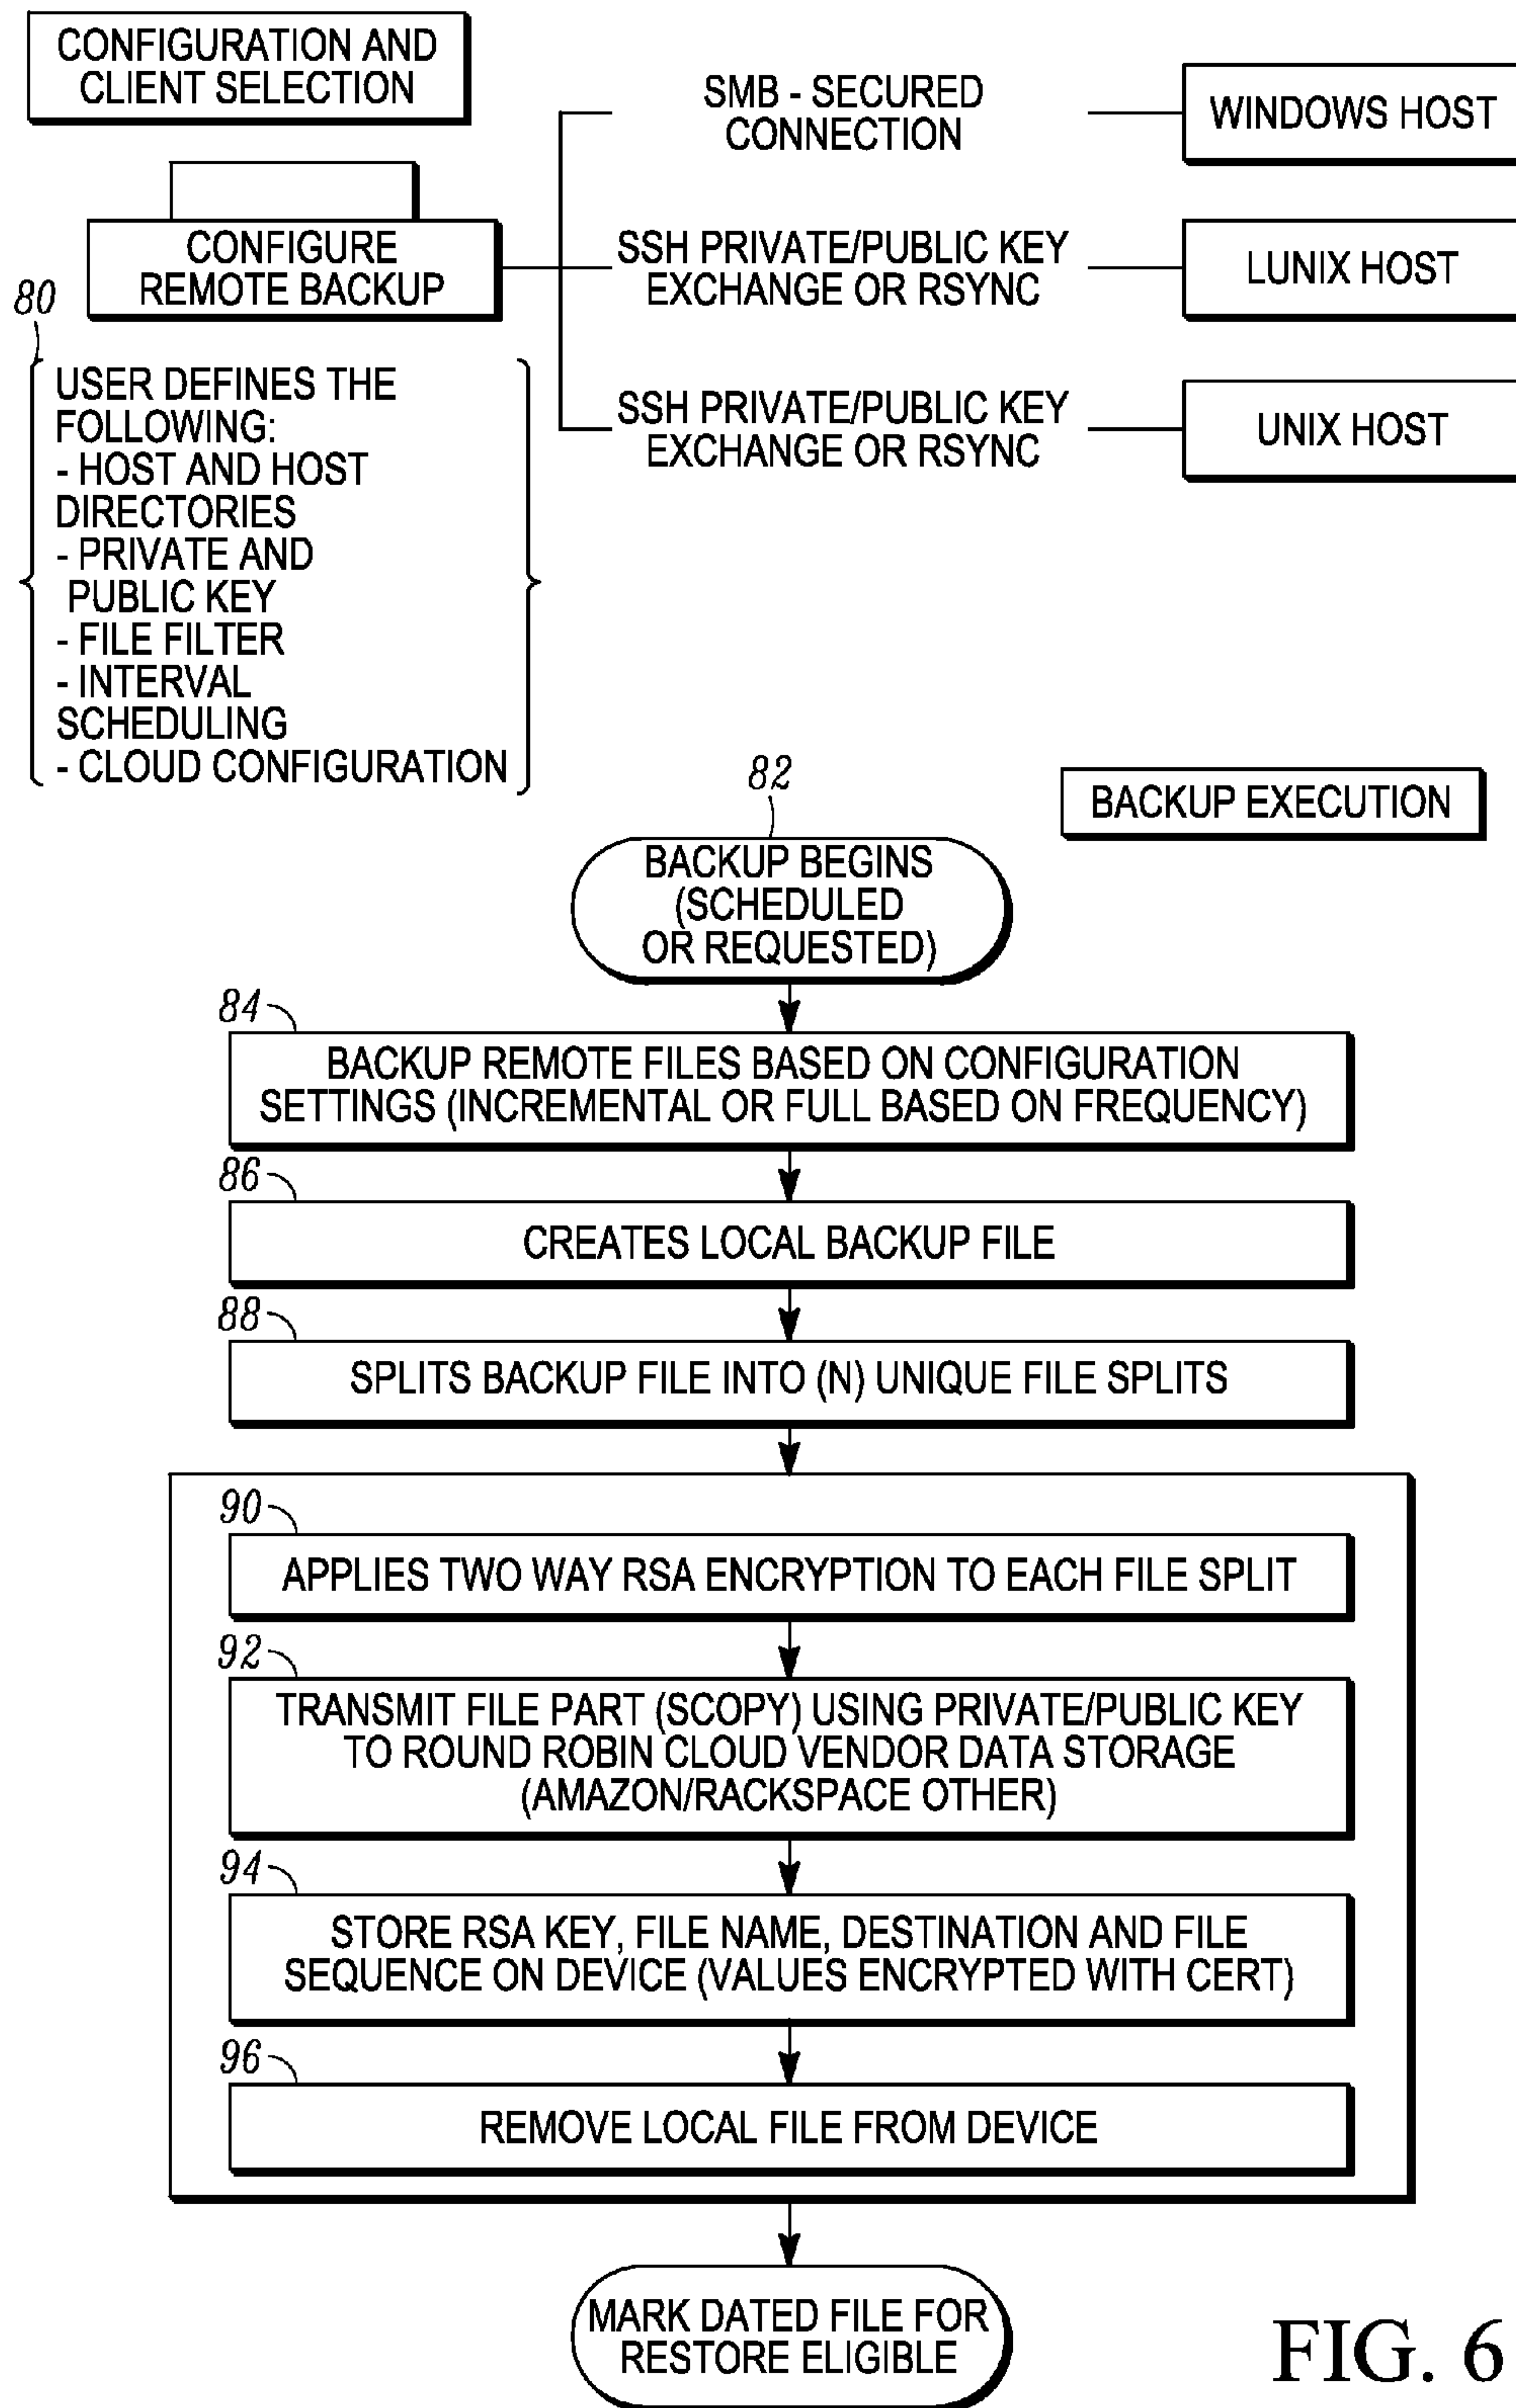 CONFIGURATION AND
CLIENT SELECTION
CONFIGURE
REMOTE BACKUP
SMB - SECURED
CONNECTION
WINDOWS HOST
SSH PRIVATE/PUBLIC KEY
EXCHANGE OR RSYNC
LUNIX HOST
SSH PRIVATE/PUBLIC KEY
EXCHANGE OR RSYNC
UNIX HOST
80
USER DEFINES THE
FOLLOWING:
- HOST AND HOST
DIRECTORIES
- PRIVATE AND
PUBLIC KEY
- FILE FILTER
- INTERVAL
SCHEDULING
- CLOUD CONFIGURATION
BACKUP EXECUTION
82
BACKUP BEGINS
(SCHEDULED
OR REQUESTED)
84
BACKUP REMOTE FILES BASED ON CONFIGURATION
SETTINGS (INCREMENTAL OR FULL BASED ON FREQUENCY)
86
CREATES LOCAL BACKUP FILE
88
SPLITS BACKUP FILE INTO (N) UNIQUE FILE SPLITS
90
APPLIES TWO WAY RSA ENCRYPTION TO EACH FILE SPLIT
92
TRANSMIT FILE PART (SCOPY) USING PRIVATE/PUBLIC KEY
TO ROUND ROBIN CLOUD VENDOR DATA STORAGE
(AMAZON/RACKSPACE OTHER)
94
STORE RSA KEY, FILE NAME, DESTINATION AND FILE
SEQUENCE ON DEVICE (VALUES ENCRYPTED WITH CERT)
96
REMOVE LOCAL FILE FROM DEVICE
MARK DATED FILE FOR
RESTORE ELIGIBLE
FIG. 6